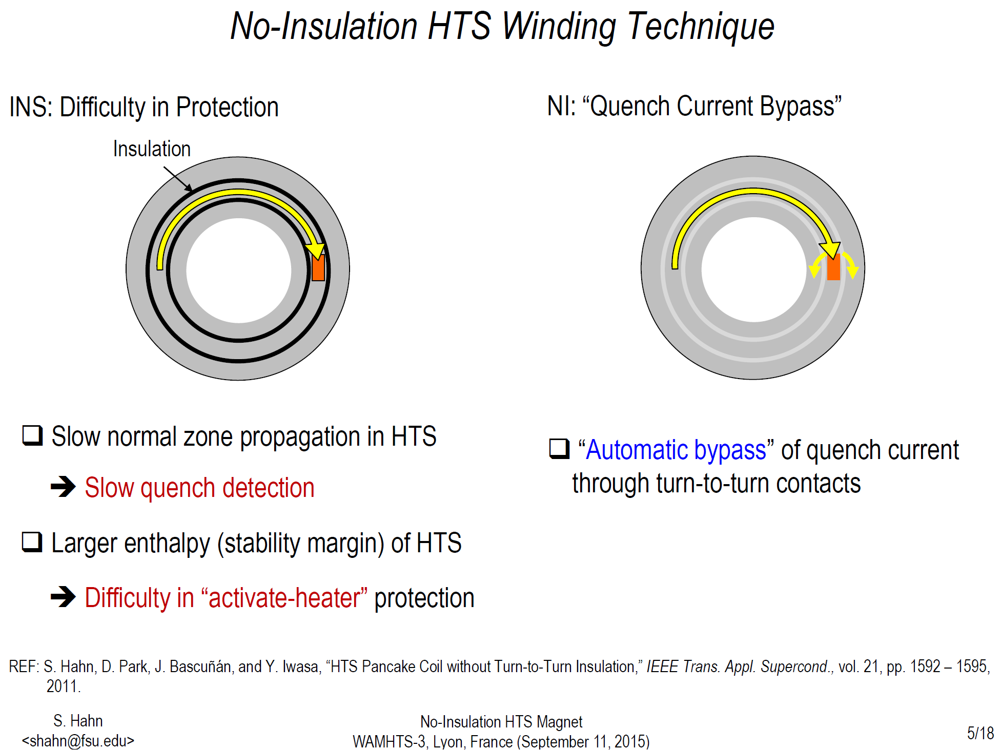 No-Insulation HTS Winding Technique
INS: Difficulty in Protection
Insulation
❑ Slow normal zone propagation in HTS
➔ Slow quench detection
❑ Larger enthalpy (stability margin) of HTS
➔ Difficulty in “activate-heater” protection
NI: “Quench Current Bypass”
❑ “Automatic bypass” of quench current
through turn-to-turn contacts
REF: S. Hahn, D. Park, J. Bascuñán, and Y. Iwasa, “HTS Pancake Coil without Turn-to-Turn Insulation,” IEEE Trans. Appl. Supercond., vol. 21, pp. 1592 – 1595,
2011.
S. Hahn
<shahn@fsu.edu>
No-Insulation HTS Magnet
WAMHTS-3, Lyon, France (September 11, 2015)
5/18